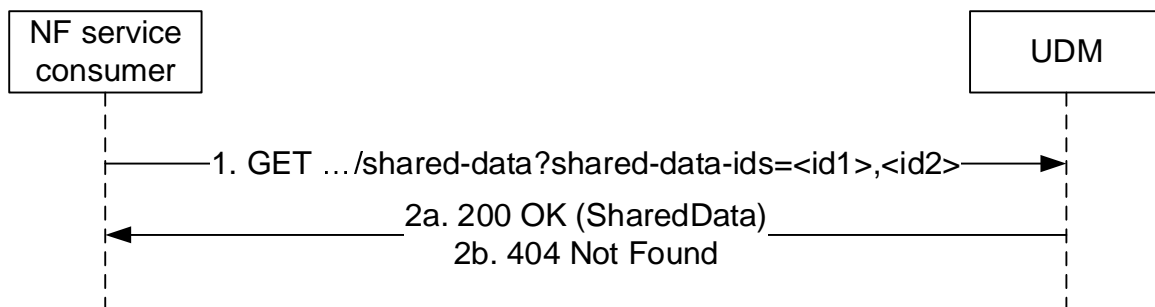 NF service
consumer
UDM
1. GET …/shared-data?shared-data-ids=<id1>,<id2>
2a. 200 OK (SharedData)
2b. 404 Not Found